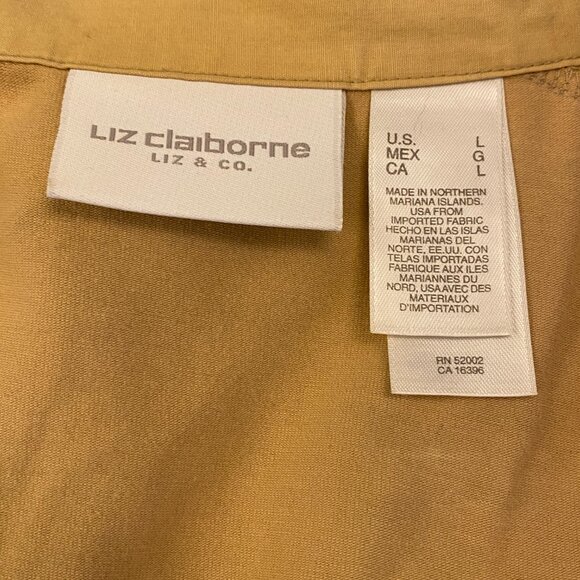 LIZ claiborne
LIZ & CO.
U.S. L
MEX G
CA L
MADE IN NORTHERN
MARIANA ISLANDS.
USA FROM
IMPORTED FABRIC
HECHO EN LAS ISLAS
MARIANAS DEL
NORTE, EE.UU. CON
TELAS IMPORTADAS
FABRIQUE AUX ILES
MARIANNES DU
NORD, USA AVEC DES
MATERIAUX
D'IMPORTATION
RN 52002
CA 16396